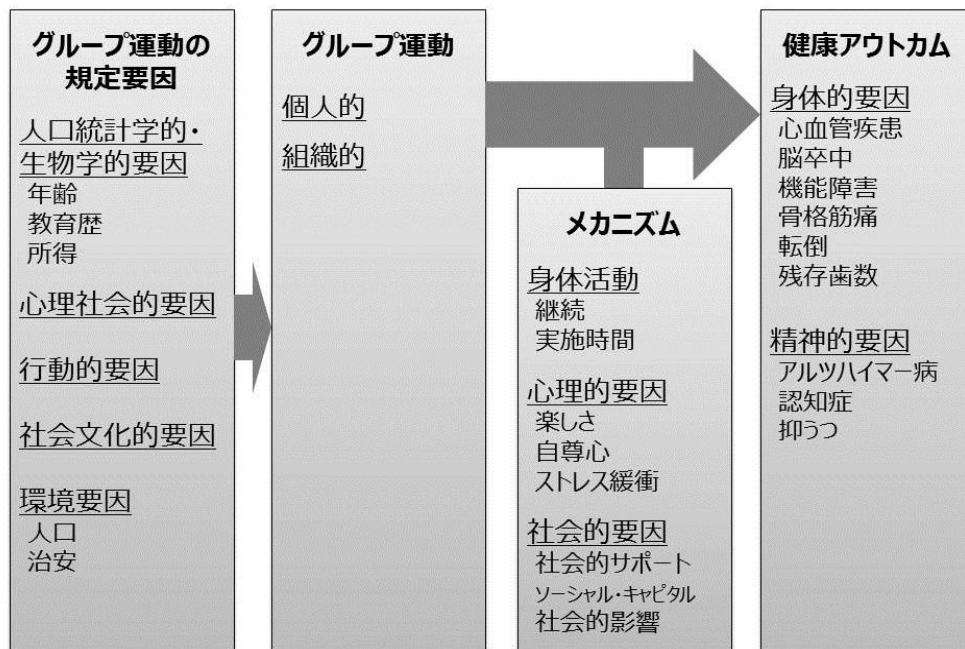 グループ運動の
規定要因
人口統計学的・
生物学的要因
年齢
教育歴
所得
心理社会的要因
行動的要因
社会文化的要因
環境要因
人口
治安
グループ運動
個人的
組織的
メカニズム
身体活動
継続
実施時間
心理的要因
楽しさ
自尊心
ストレス緩衝
社会的要因
社会的サポート
ソーシャル・キャピタル
社会的影響
健康アウトカム
身体的要因
心血管疾患
脳卒中
機能障害
骨格筋痛
転倒
残存歯数
精神的要因
アルツハイマー病
認知症
抑うつ